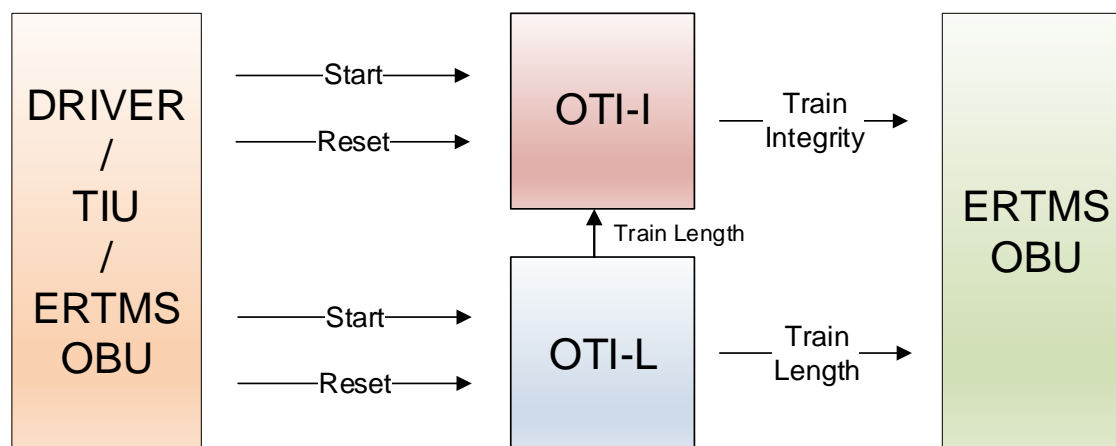 DRIVER
/
TIU
/
ERTMS
OBU
Start
Reset
Start
Reset
OTI-I
Train Length
OTI-L
Train
Integrity
Train
Length
ERTMS
OBU